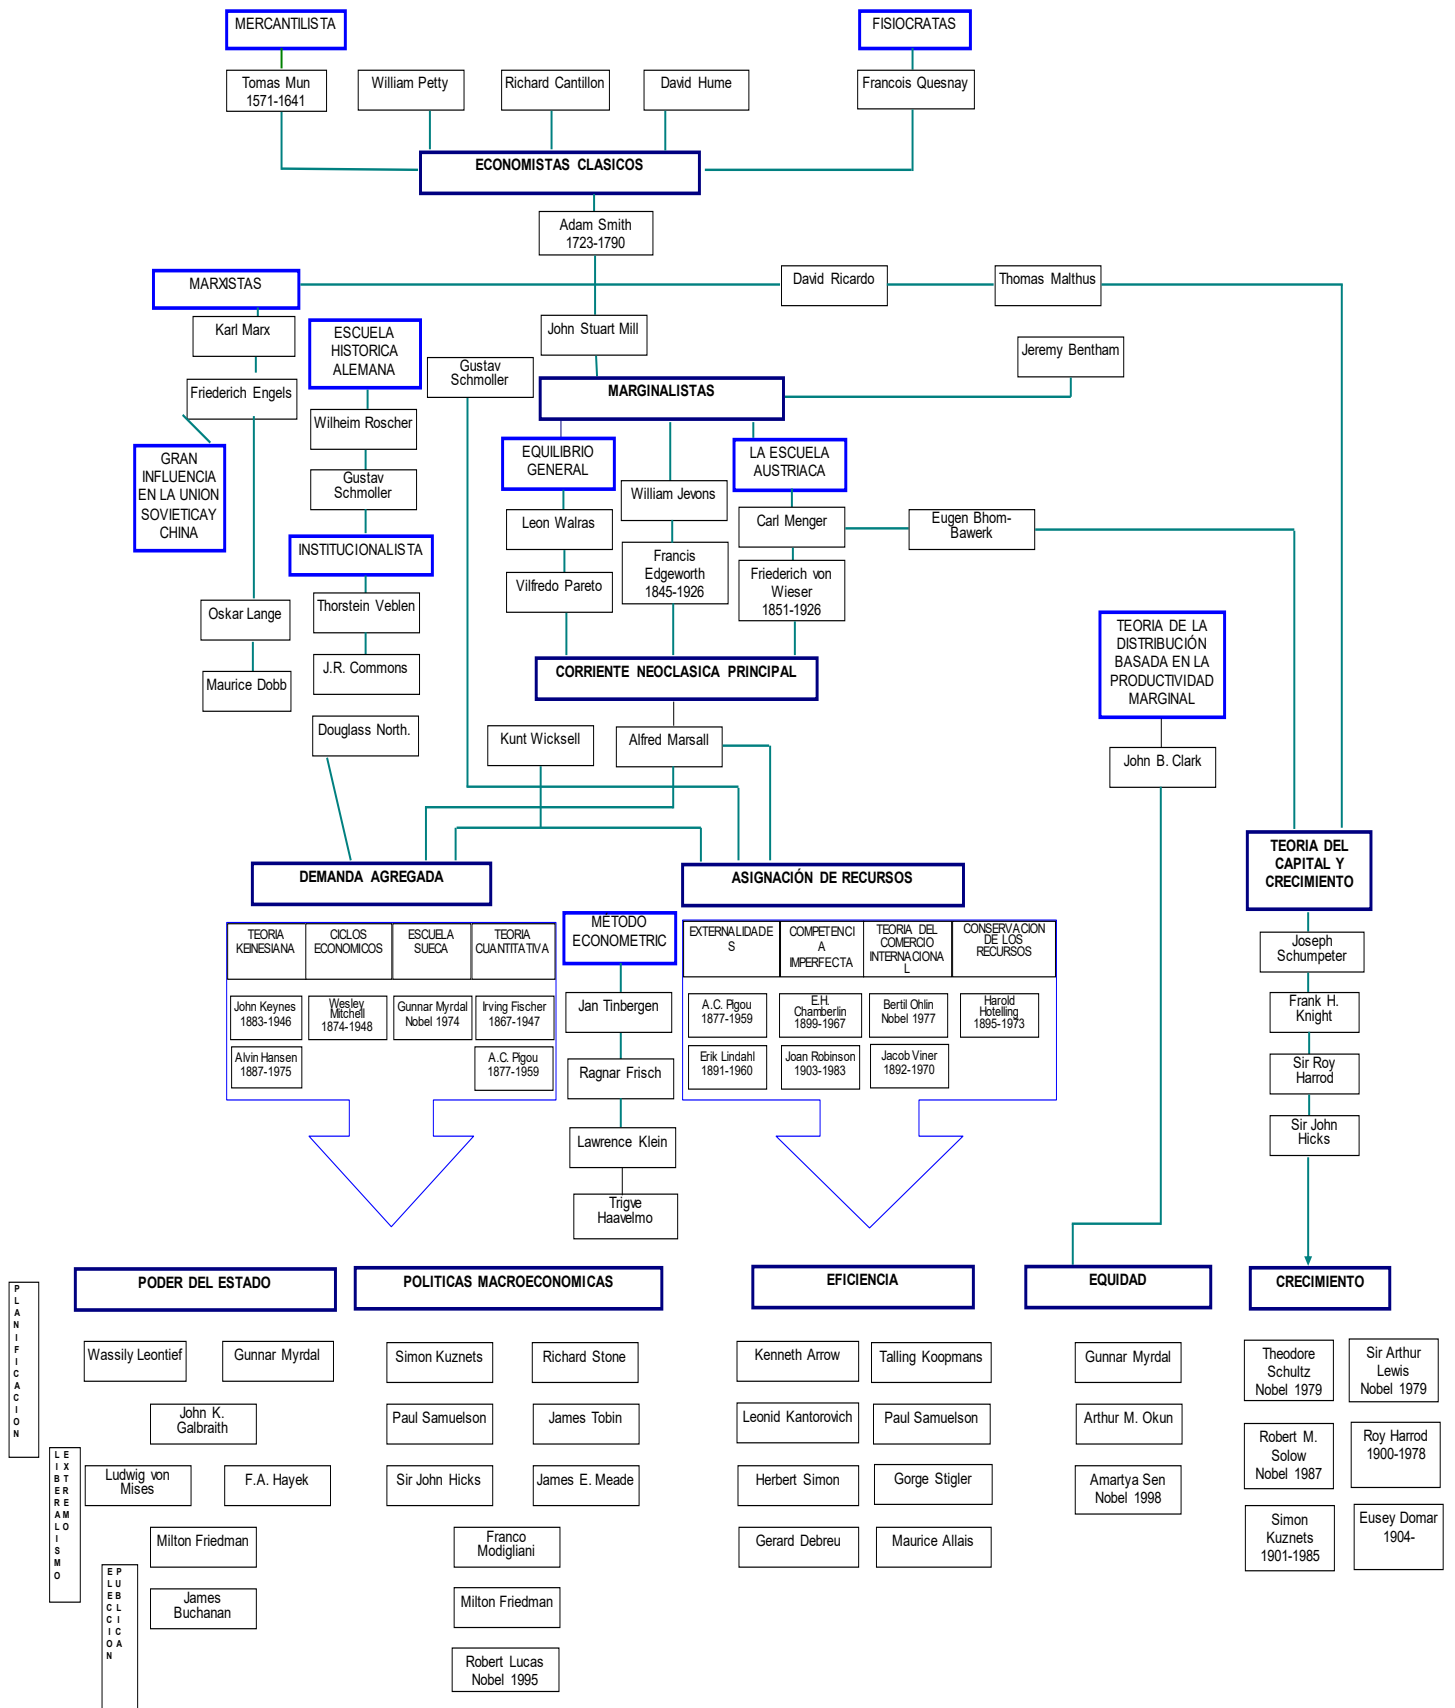 MERCANTILISTA
FISIOCRATAS
Tomas Mun
1571-1641
William Petty
Richard Cantillon
David Hume
Francois Quesnay
ECONOMISTAS CLASICOS
Adam Smith
1723-1790
MARXISTAS
David Ricardo
Thomas Malthus
Karl Marx
ESCUELA
HISTORICA
ALEMANA
John Stuart Mill
Jeremy Bentham
Gustav
Schmoller
Friederich Engels
MARGINALISTAS
Wilheim Roscher
GRAN
INFLUENCIA
EN LA UNION
SOVIETICAY
CHINA
EQUILIBRIO
GENERAL
LA ESCUELA
AUSTRIACA
Gustav
Schmoller
William Jevons
Leon Walras
Carl Menger
Eugen Bhom-
Bawerk
INSTITUCIONALISTA
Francis
Edgeworth
1845-1926
Vilfredo Pareto
Friederich von
Wieser
1851-1926
Thorstein Veblen
Oskar Lange
TEORIA DE LA
DISTRIBUCIÓN
BASADA EN LA
PRODUCTIVIDAD
MARGINAL
J.R. Commons
Maurice Dobb
CORRIENTE NEOCLASICA PRINCIPAL
Douglass North.
Kunt Wicksell
Alfred Marsall
John B. Clark
DEMANDA AGREGADA
ASIGNACIÓN DE RECURSOS
TEORIA DEL
CAPITAL Y
CRECIMIENTO
TEORIA
KEINESIANA
CICLOS
ECONOMICOS
ESCUELA
SUECA
TEORIA
CUANTITATIVA
MÉTODO
ECONOMETRIC
EXTERNALIDADE
S
COMPETENCI
A
IMPERFECTA
TEORIA DEL
COMERCIO
INTERNACIONA
L
CONSERVACION
DE LOS
RECURSOS
Joseph
Schumpeter
John Keynes
1883-1946
Wesley
Mitchell
1874-1948
Gunnar Myrdal
Nobel 1974
Irving Fischer
1867-1947
Jan Tinbergen
A.C. Pigou
1877-1959
E.H.
Chamberlin
1899-1967
Bertil Ohlin
Nobel 1977
Harold
Hotelling
1895-1973
Frank H.
Knight
Alvin Hansen
1887-1975
A.C. Pigou
1877-1959
Ragnar Frisch
Erik Lindahl
1891-1960
Joan Robinson
1903-1983
Jacob Viner
1892-1970
Sir Roy
Harrod
Lawrence Klein
Sir John
Hicks
Trigve
Haavelmo
PODER DEL ESTADO
POLITICAS MACROECONOMICAS
EFICIENCIA
EQUIDAD
CRECIMIENTO
PLANIFICACION
Wassily Leontief
Gunnar Myrdal
Simon Kuznets
Richard Stone
Kenneth Arrow
Talling Koopmans
Gunnar Myrdal
Theodore
Schultz
Nobel 1979
Sir Arthur
Lewis
Nobel 1979
John K.
Galbraith
Paul Samuelson
James Tobin
Leonid Kantorovich
Paul Samuelson
Arthur M. Okun
Robert M.
Solow
Nobel 1987
Roy Harrod
1900-1978
LIBERALISMO
EXTREMO
Ludwig von
Mises
F.A. Hayek
Sir John Hicks
James E. Meade
Herbert Simon
Gorge Stigler
Amartya Sen
Nobel 1998
Simon
Kuznets
1901-1985
Eusey Domar
1904-
Milton Friedman
Franco
Modigliani
Gerard Debreu
Maurice Allais
ELECCION
PUBLICA
James
Buchanan
Milton Friedman
Robert Lucas
Nobel 1995